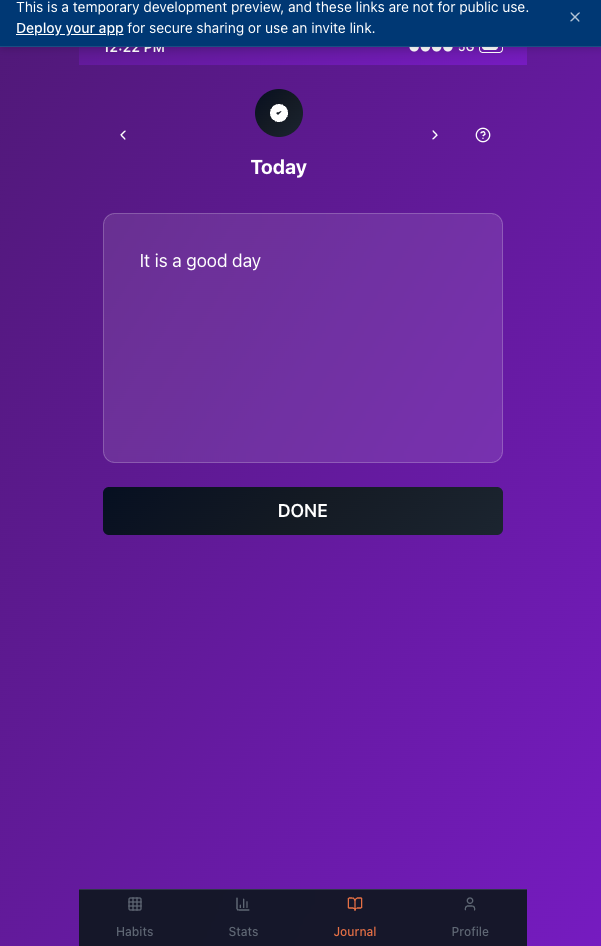 This is a temporary development preview, and these links are not for public use.
Deploy your app for secure sharing or use an invite link.
12:22 PM
5G
Today
It is a good day
DONE
Habits
Stats
Journal
Profile